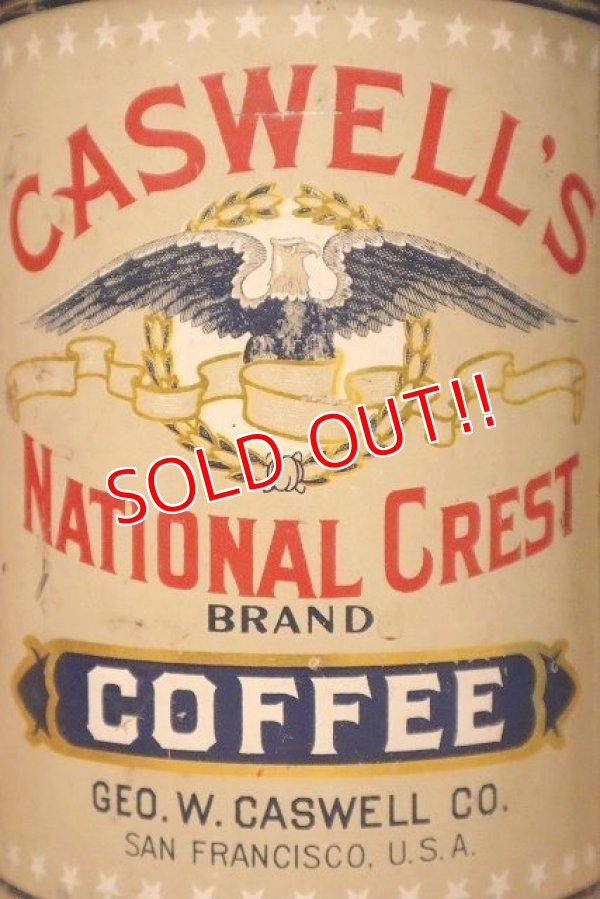 CASWELL'S
SOLD OUT!!
NATIONAL CREST
BRAND
COFFEE
GEO. W. CASWELL CO.
SAN FRANCISCO, U.S.A.